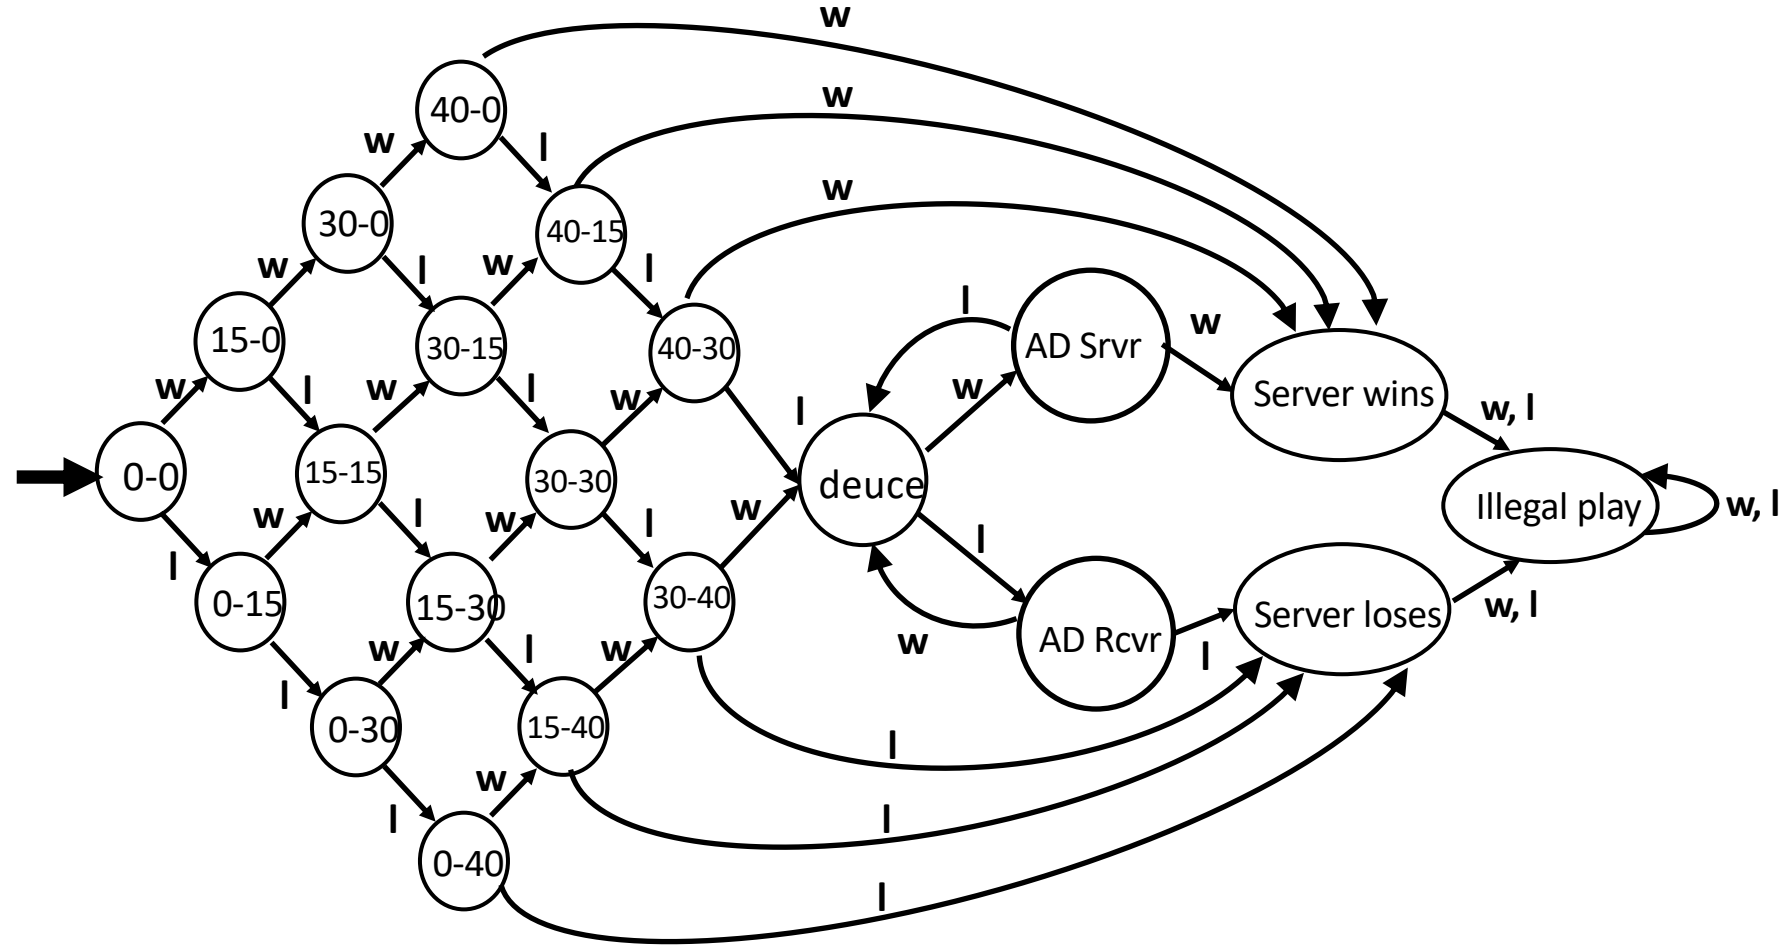 w
w
w
40-0
w
l
30-0
40-15
w
l
w
l
15-0
30-15
40-30
w
l
w
l
w
l
0-0
15-15
30-30
deuce
l
w
AD Srvr
w
Server wins
w, l
Illegal play
w, l
l
w
l
w
l
w
l
0-15
15-30
30-40
w
AD Rcvr
l
Server loses
w, l
l
w
l
w
0-30
15-40
l
l
w
l
0-40
l